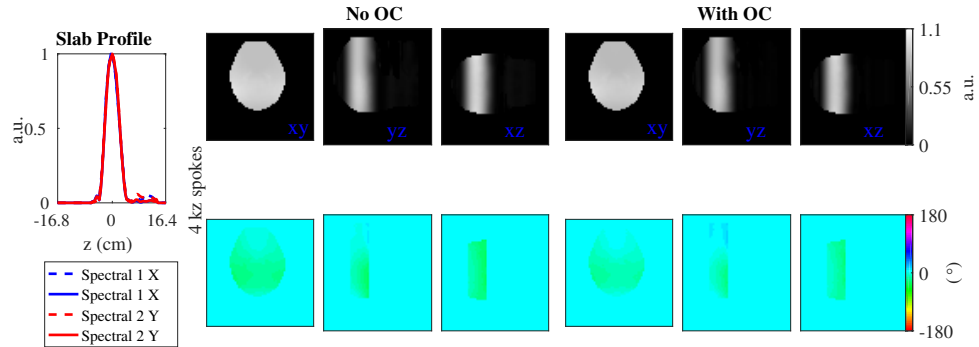 No OC
With OC
Slab Profile
1
0.5
0
a.u.
-16.8
0
16.4
z (cm)
Spectral 1 X
Spectral 1 X
Spectral 2 Y
Spectral 2 Y
4 kz spokes
xy
yz
xz
xy
yz
xz
1.1
0.55
0
a.u.
180
0
-180
(°)